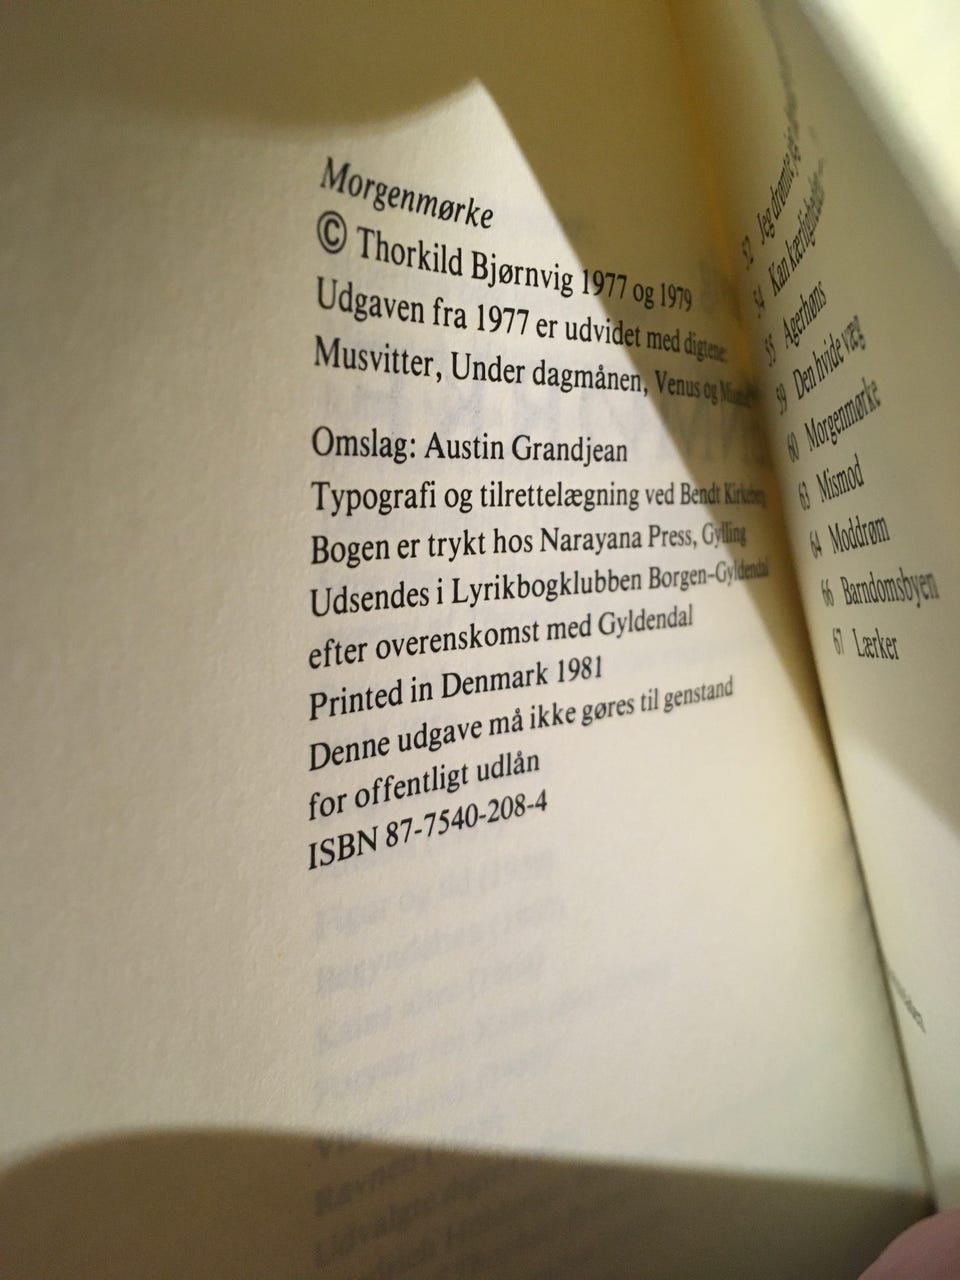 Morgenmørke
© Thorkild Bjørnvig 1977 og 1979
Udgaven fra 1977 er udvidet med digtene:
Musvitter, Under dagmånen, Venus og
Omslag: Austin Grandjean
Typografi og tilrettelægning ved Bendt
Bogen er trykt hos Narayana Press, Gylling
Udsendes i Lyrikbogklubben Borgen-Gyldendal
efter overenskomst med Gyldendal
Printed in Denmark 1981
Denne udgave må ikke gøres til genstand
for offentligt udlån
ISBN 87-7540-208-4
52 Jeg drømte jeg
54 Kan kærligheden
55 Agerhøns
59 Den hvide væg
60 Morgenmørke
63 Mismod
64 Moddrøm
66 Barndomsbyen
67 Lærker